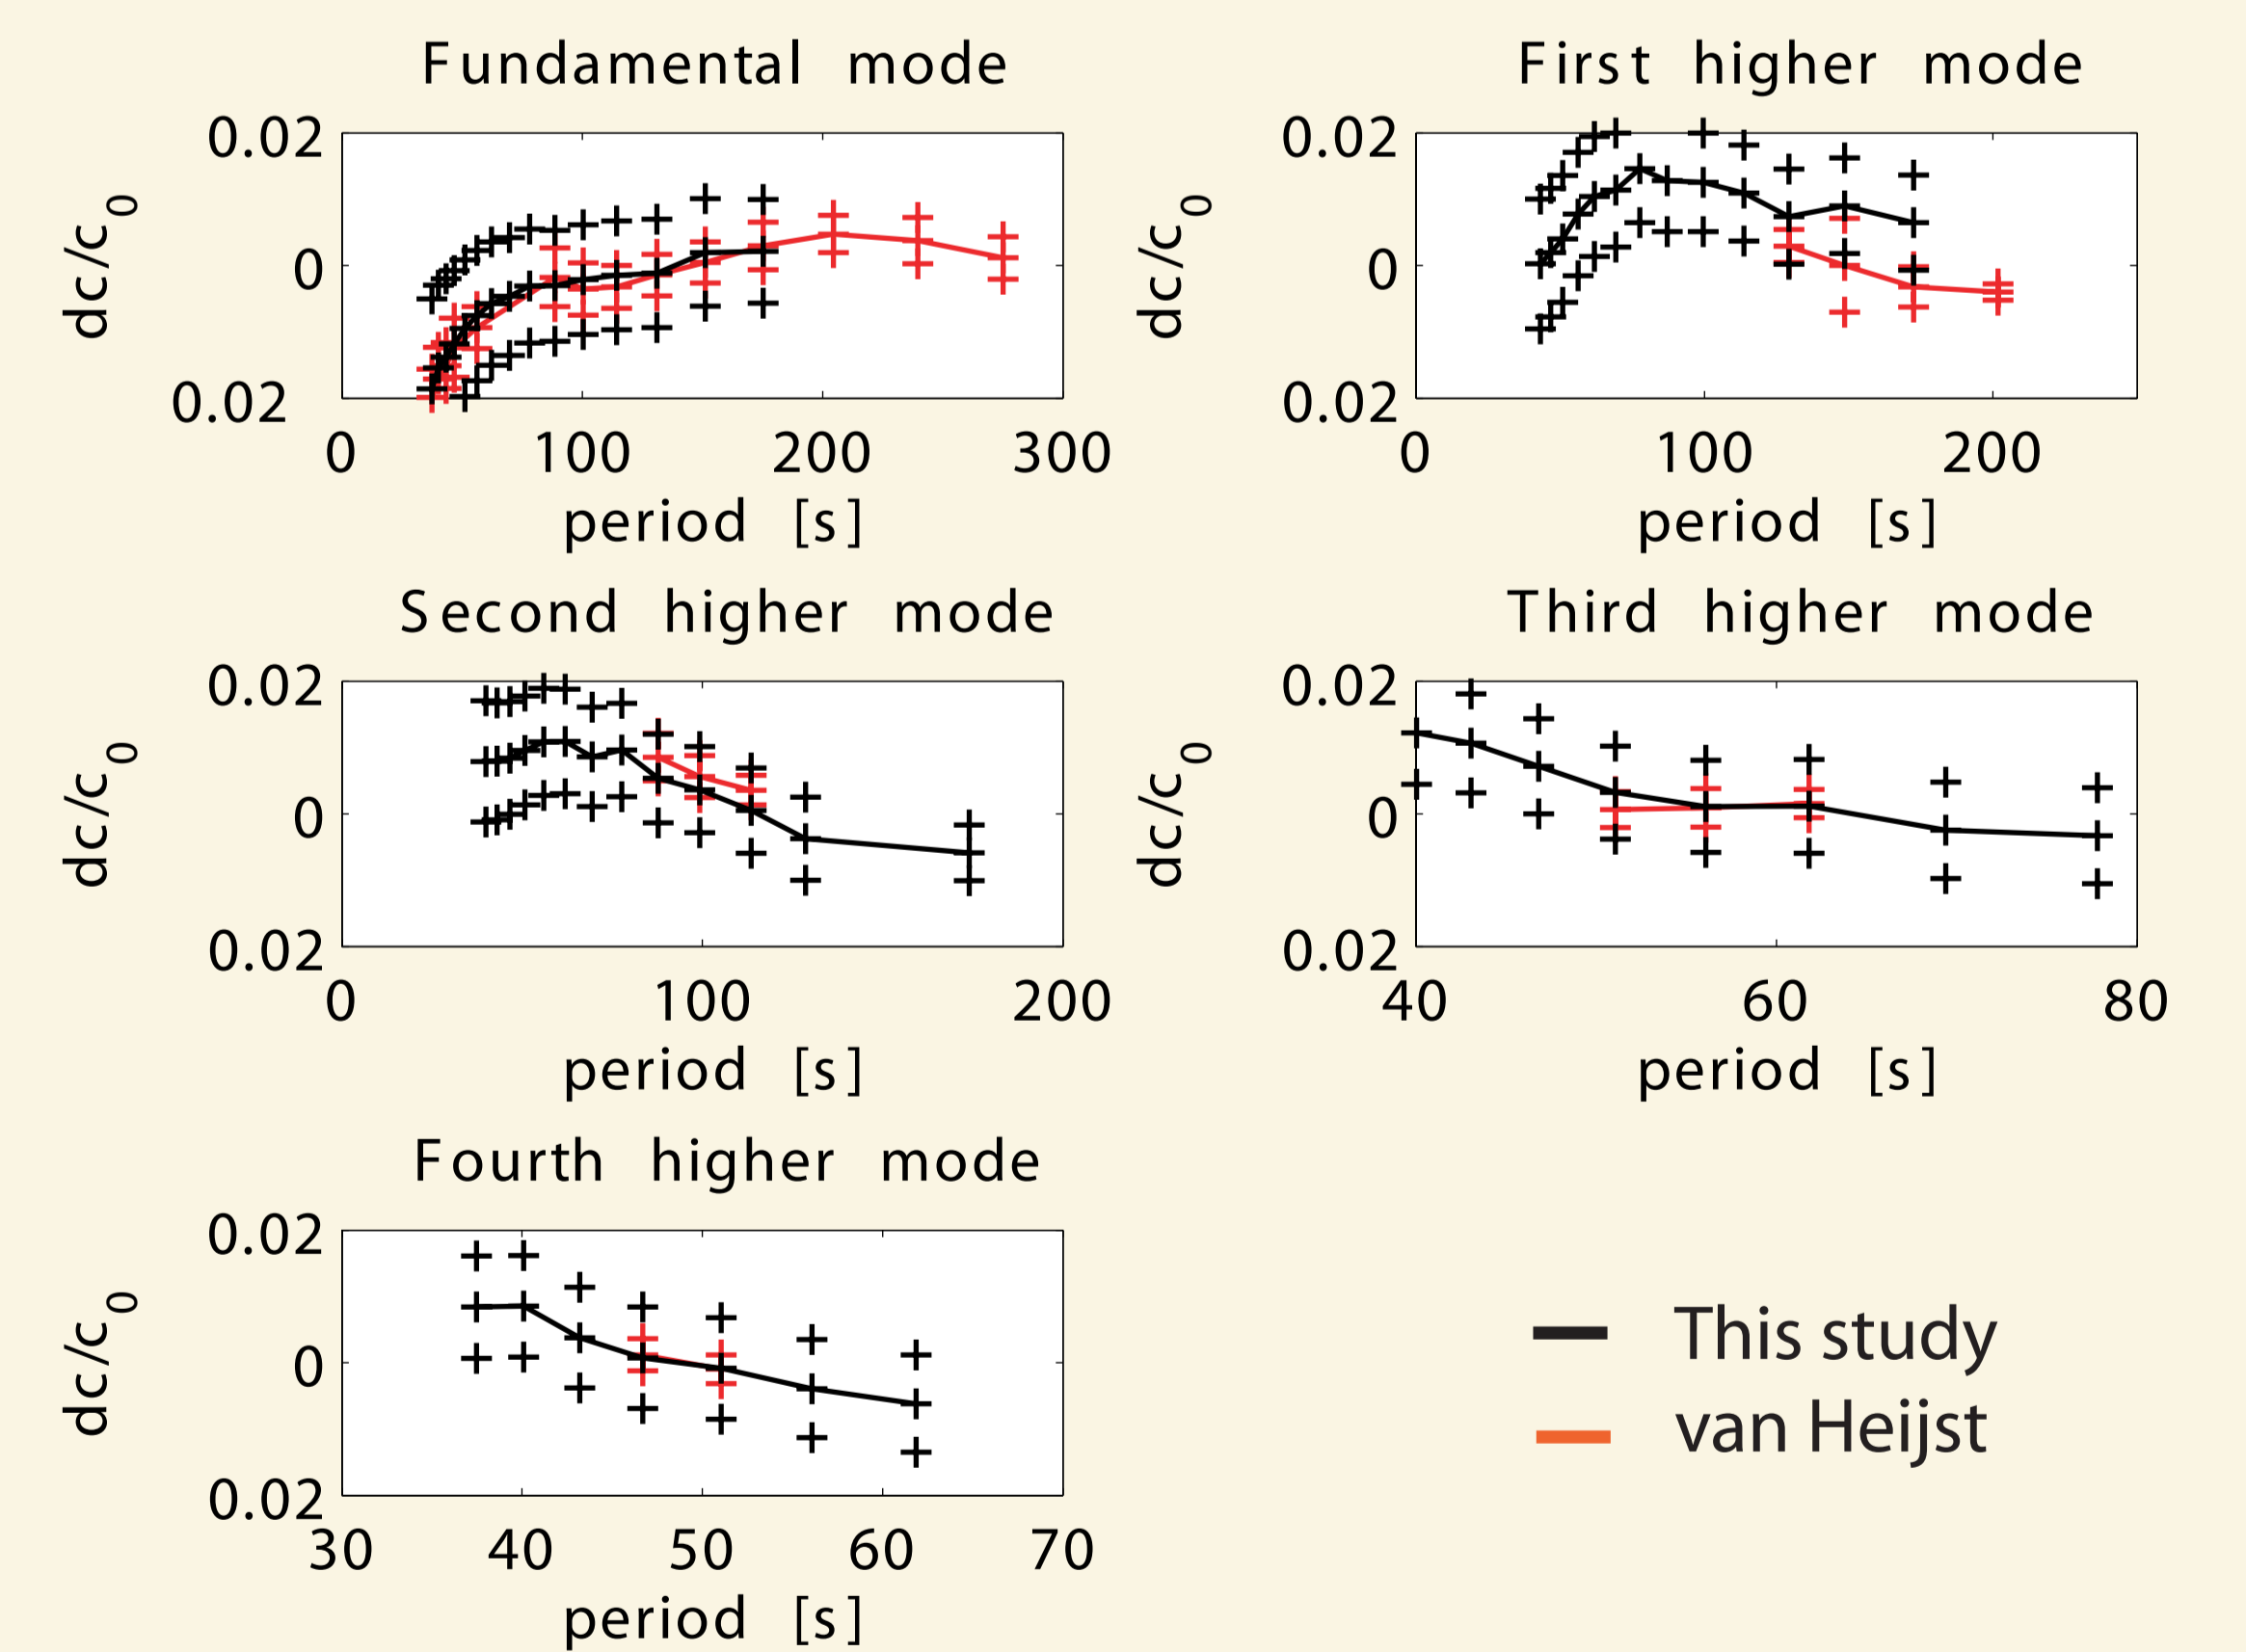 Fundamental mode
0.02
0
0.02
dc/c0
0 100 200 300
period [s]
First higher mode
0.02
0
0.02
dc/c0
0 100 200
period [s]
Second higher mode
0.02
0
0.02
dc/c0
0 100 200
period [s]
Third higher mode
0.02
0
0.02
dc/c0
40 60 80
period [s]
Fourth higher mode
0.02
0
0.02
dc/c0
30 40 50 60 70
period [s]
This study
van Heijst